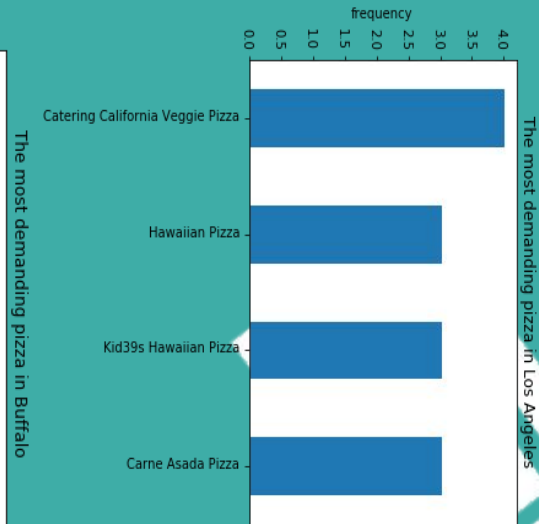 frequency
0.0 0.5 1.0 1.5 2.0 2.5 3.0 3.5 4.0
Catering California Veggie Pizza
Hawaiian Pizza
Kid39s Hawaiian Pizza
Carne Asada Pizza
The most demanding pizza in Los Angeles
The most demanding pizza in Buffalo